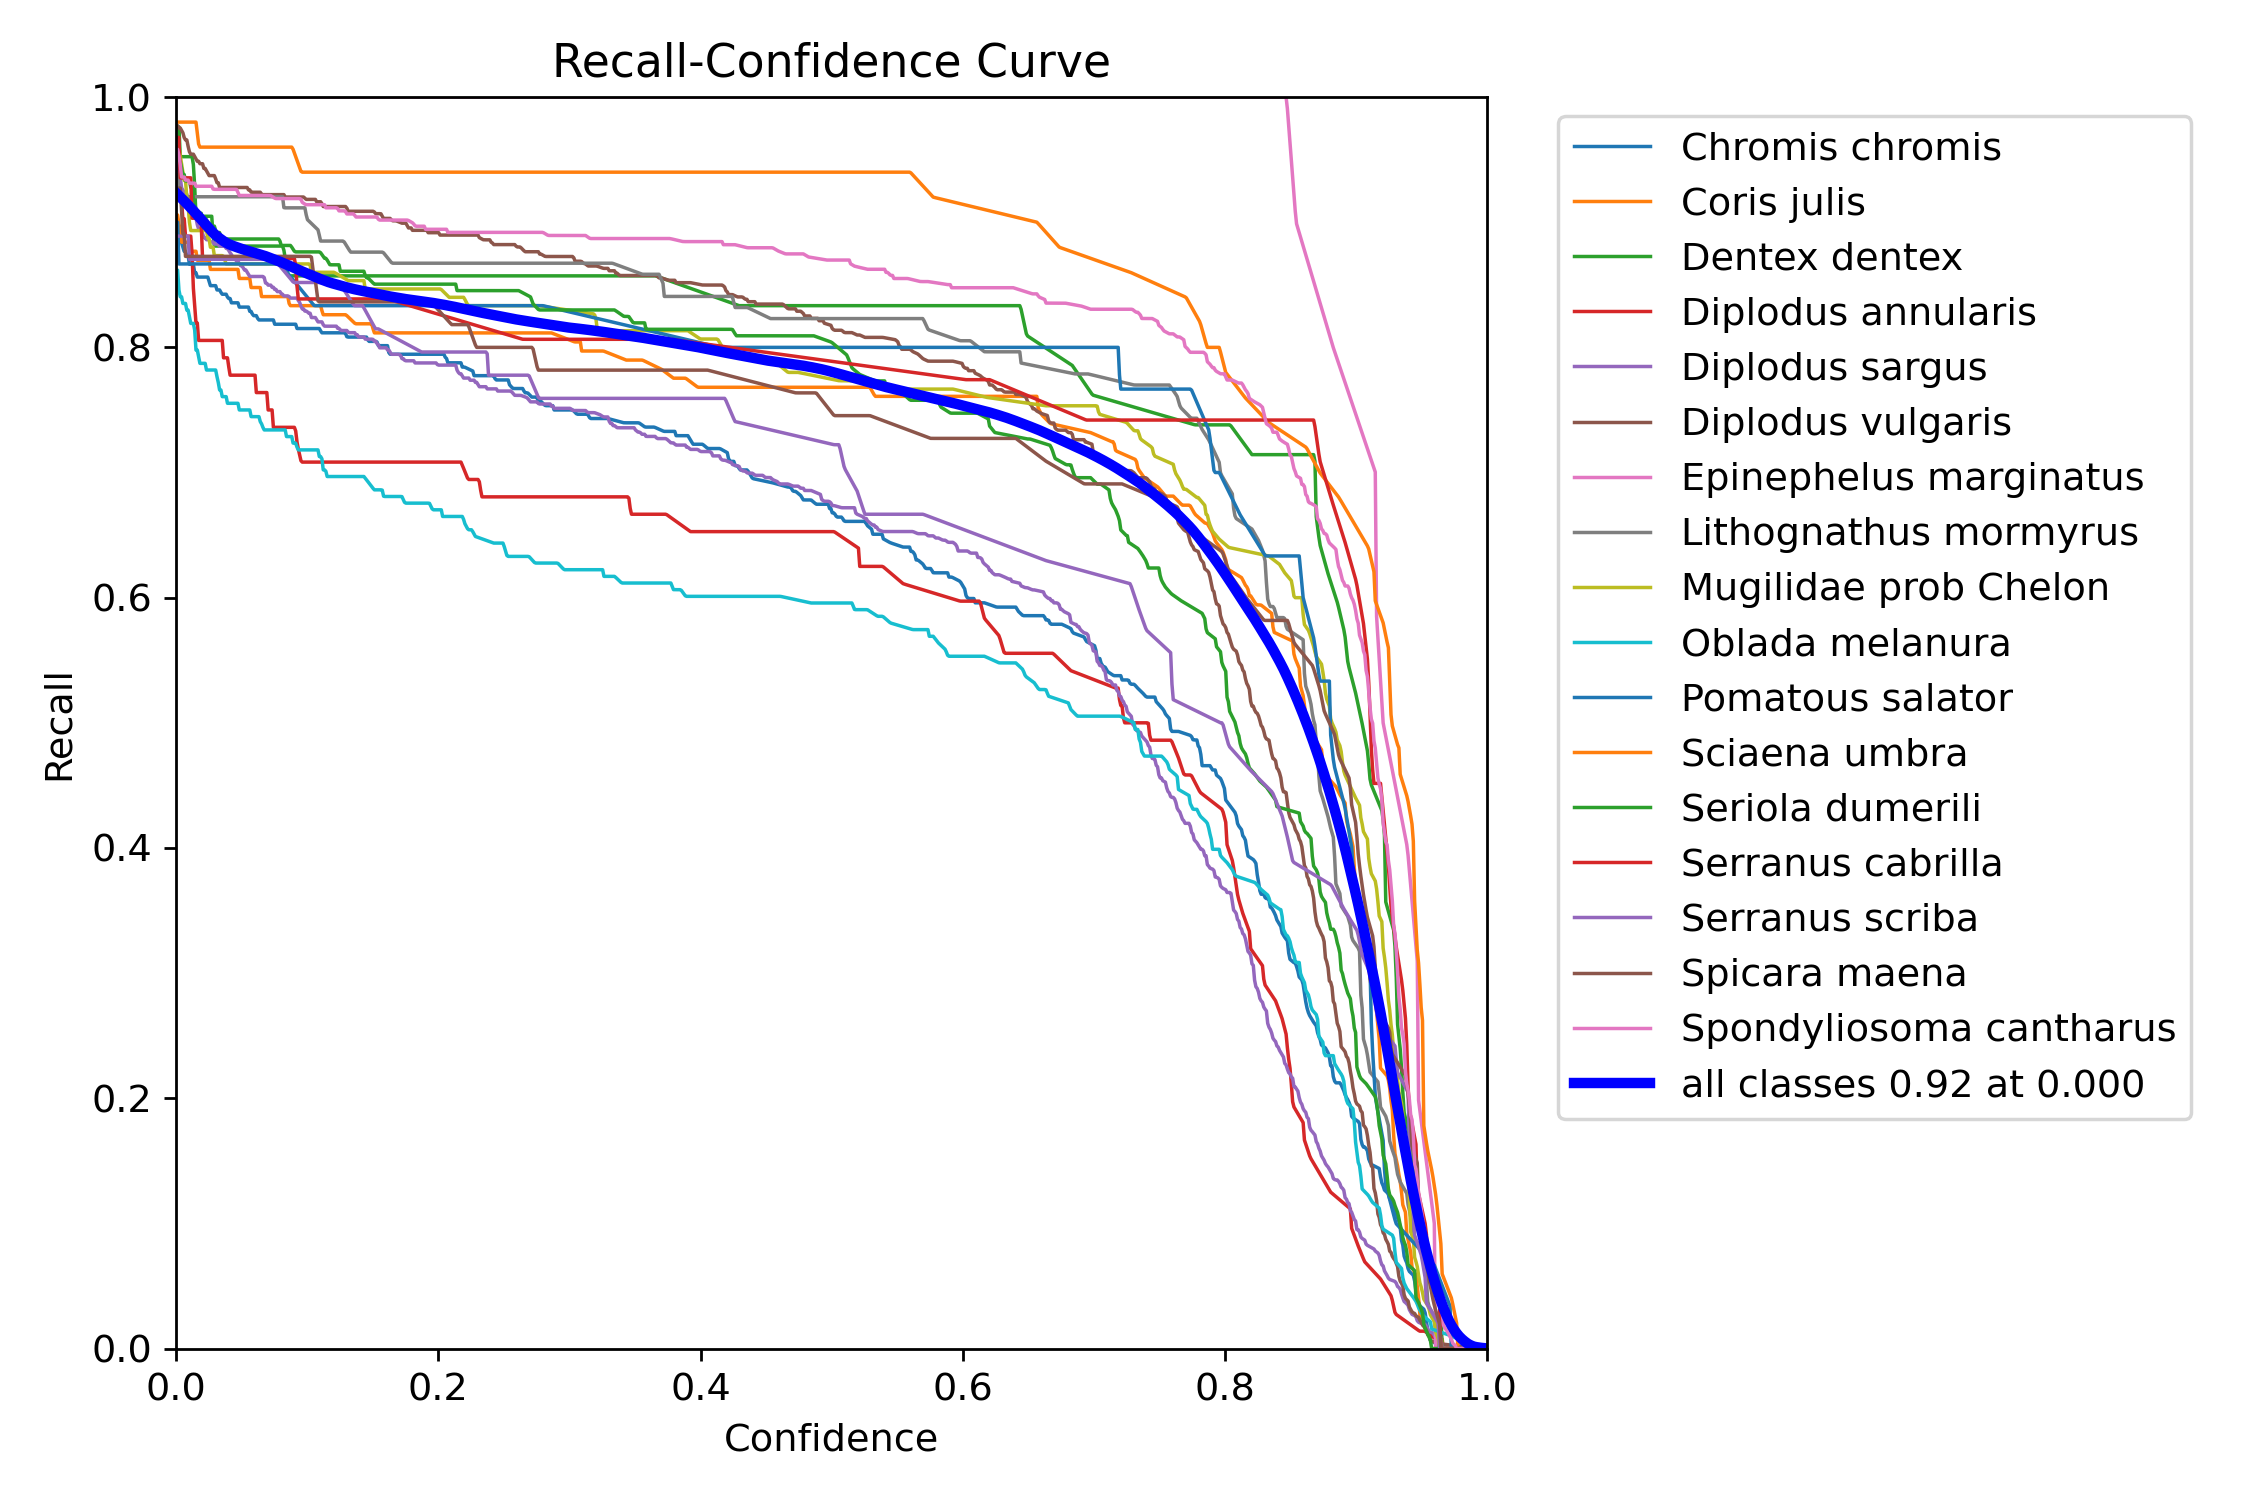 Recall-Confidence Curve
1.0
0.8
0.6
0.4
0.2
0.0
Recall
0.0 0.2 0.4 0.6 0.8 1.0
Confidence
Chromis chromis
Coris julis
Dentex dentex
Diplodus annularis
Diplodus sargus
Diplodus vulgaris
Epinephelus marginatus
Lithognathus mormyrus
Mugilidae prob Chelon
Oblada melanura
Pomatous salator
Sciaena umbra
Seriola dumerili
Serranus cabrilla
Serranus scriba
Spicara maena
Spondyliosoma cantharus
all classes 0.92 at 0.000